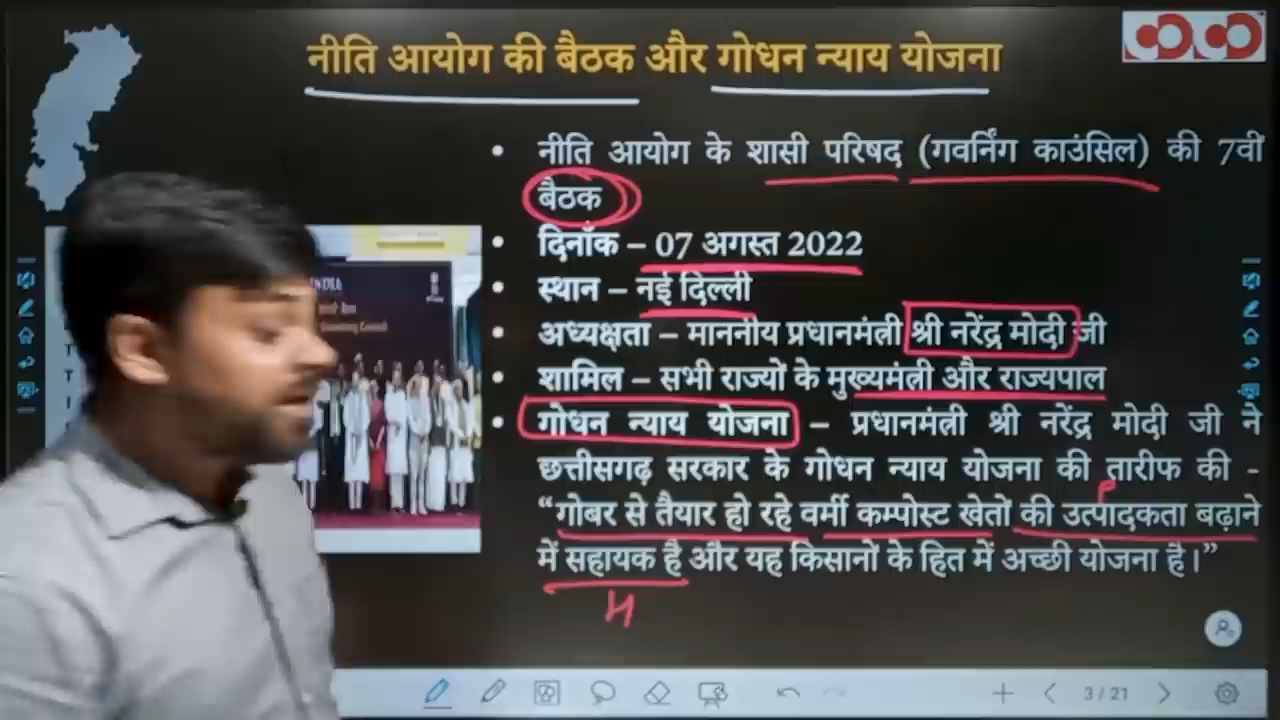 नीति आयोग की बैठक और गोधन न्याय योजना
• नीति आयोग के शासी परिषद (गवर्निंग काउंसिल) की 7वीं
बैठक
• दिनाँक – 07 अगस्त 2022
• स्थान – नई दिल्ली
• अध्यक्षता – माननीय प्रधानमंत्री श्री नरेंद्र मोदी जी
• शामिल – सभी राज्यों के मुख्यमंत्री और राज्यपाल
• गोधन न्याय योजना – प्रधानमंत्री श्री नरेंद्र मोदी जी ने
छत्तीसगढ़ सरकार के गोधन न्याय योजना की तारीफ की -
“गोबर से तैयार हो रहे वर्मी कम्पोस्ट खेतों की उत्पादकता बढ़ाने
में सहायक है और यह किसानों के हित में अच्छी योजना है।”
INDIA
3 / 21